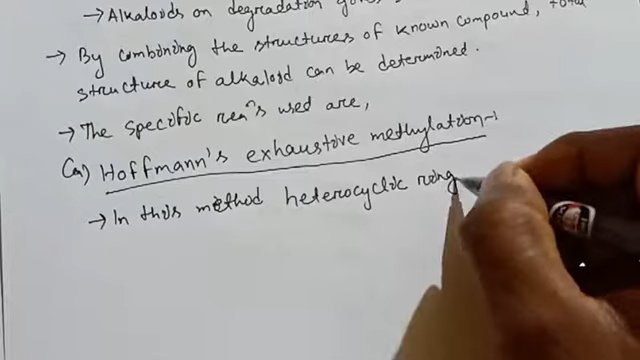 → Alkaloids on degradation
→ By combining the structures of known compound, total
structure of alkaloid can be determined.
→ The specific rean's used are,
(a) Hoffmann's exhaustive methylation -:
→ In this method heterocyclic ring